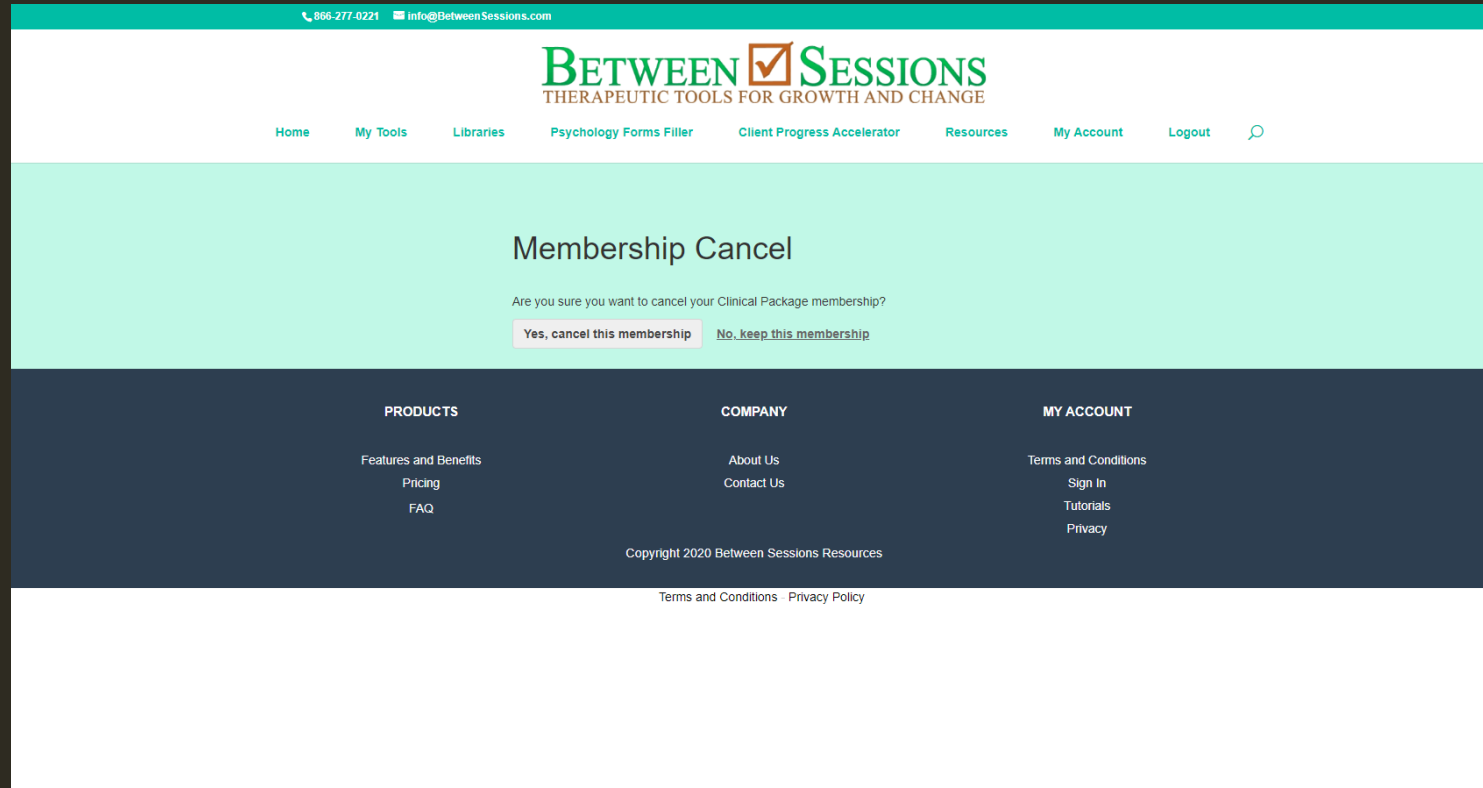 866-277-0221 info@BetweenSessions.com
BETWEEN SESSIONS
THERAPEUTIC TOOLS FOR GROWTH AND CHANGE
Home My Tools Libraries Psychology Forms Filler Client Progress Accelerator Resources My Account Logout
Membership Cancel
Are you sure you want to cancel your Clinical Package membership?
Yes, cancel this membership No, keep this membership
PRODUCTS COMPANY MY ACCOUNT
Features and Benefits About Us Terms and Conditions
Pricing Contact Us Sign In
FAQ Tutorials
Privacy
Copyright 2020 Between Sessions Resources
Terms and Conditions - Privacy Policy